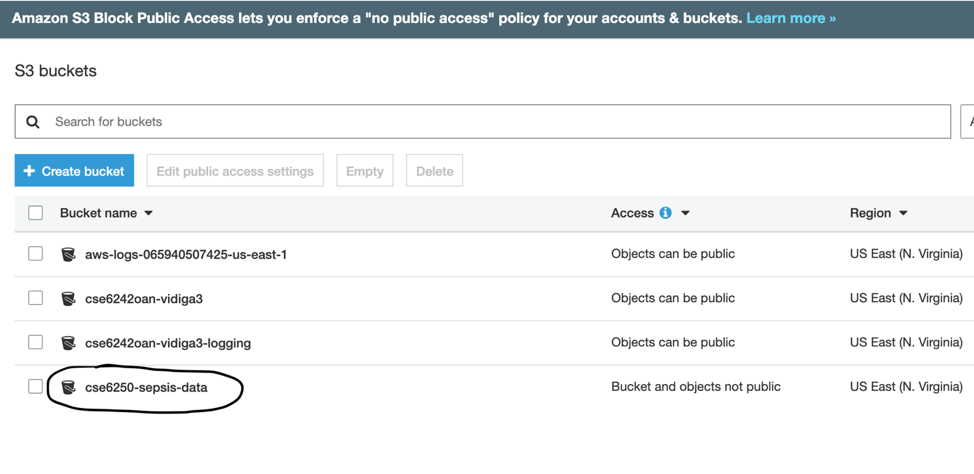 Amazon S3 Block Public Access lets you enforce a "no public access" policy for your accounts & buckets. Learn more »
S3 buckets
Search for buckets
+ Create bucket Edit public access settings Empty Delete
Bucket name Access Region
aws-logs-065940507425-us-east-1 Objects can be public US East (N. Virginia)
cse6242oan-vidiga3 Objects can be public US East (N. Virginia)
cse6242oan-vidiga3-logging Objects can be public US East (N. Virginia)
cse6250-sepsis-data Bucket and objects not public US East (N. Virginia)